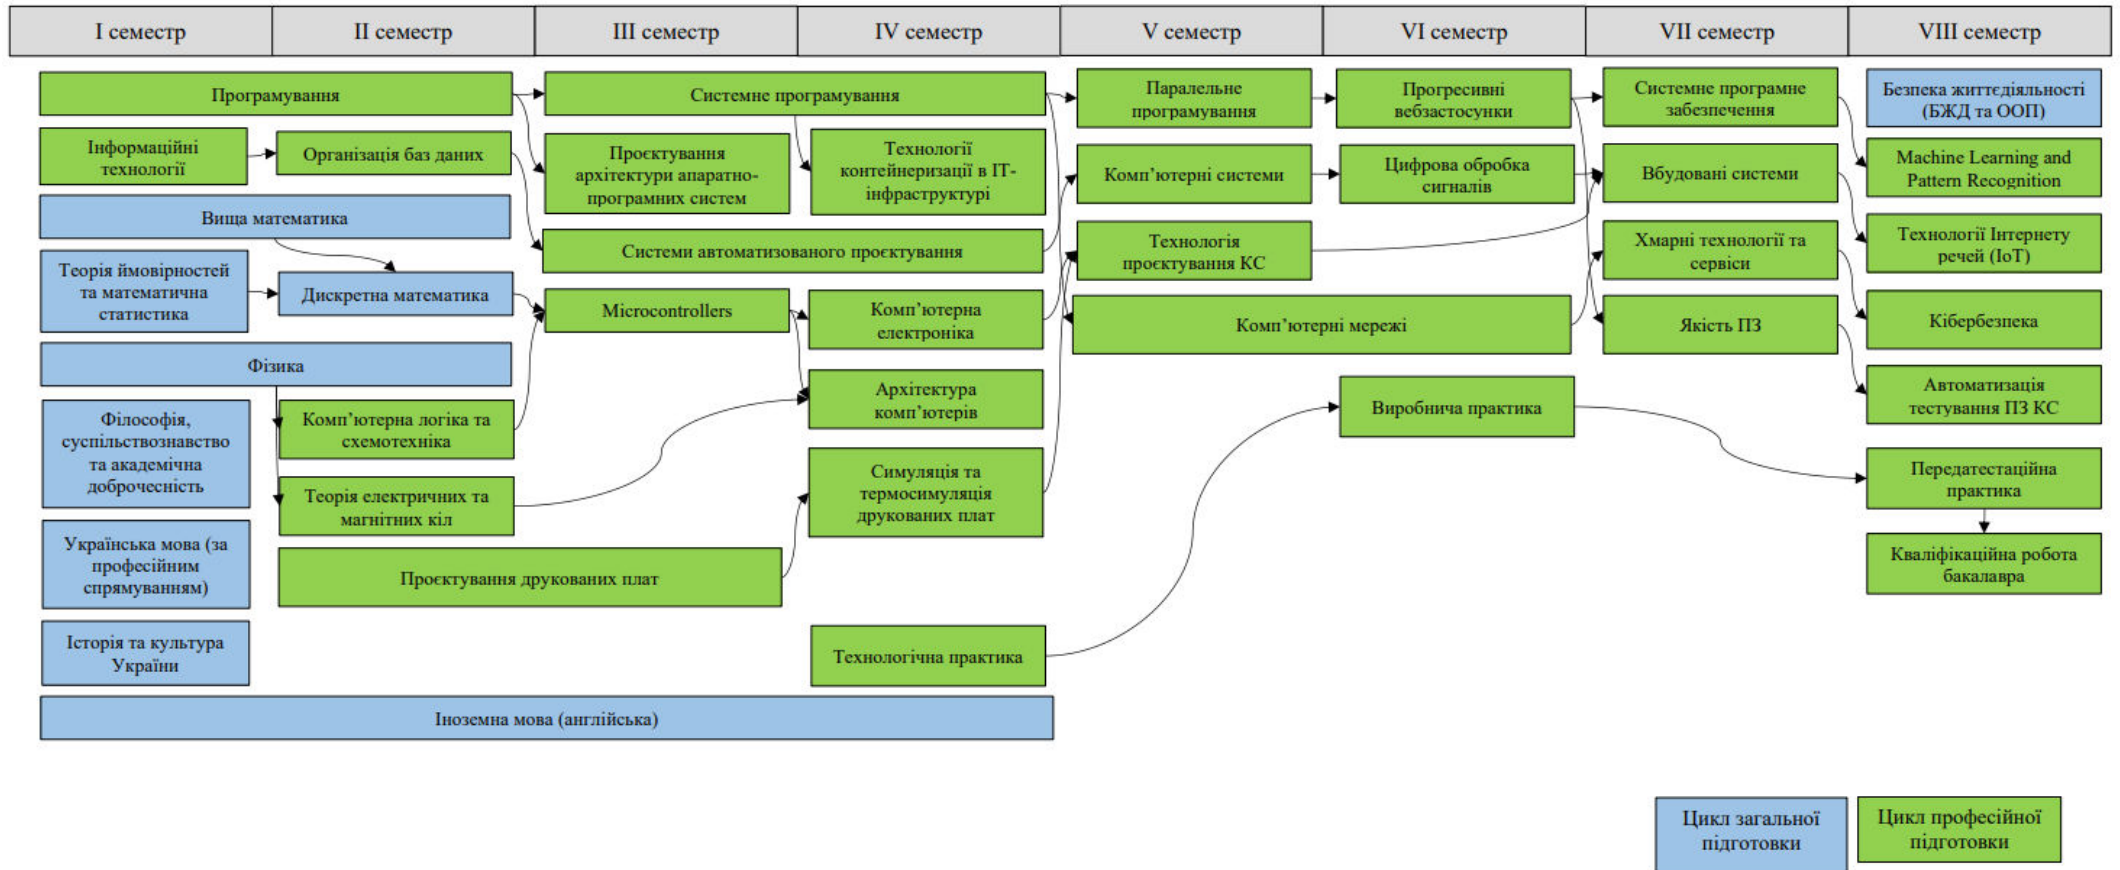 I семестр
II семестр
III семестр
IV семестр
V семестр
VI семестр
VII семестр
VIII семестр
Програмування
Системне програмування
Паралельне
програмування
Прогресивні
вебзастосунки
Системне програмне
забезпечення
Безпека життєдіяльності
(БЖД та ООП)
Інформаційні
технології
Організація баз даних
Проєктування
архітектури апаратно-
програмних систем
Технології
контейнеризації в ІТ-
інфраструктурі
Комп’ютерні системи
Цифрова обробка
сигналів
Вбудовані системи
Machine Learning and
Pattern Recognition
Вища математика
Системи автоматизованого проєктування
Технологія
проєктування КС
Хмарні технології та
сервіси
Технології Інтернету
речей (IoT)
Теорія ймовірностей
та математична
статистика
Дискретна математика
Microcontrollers
Комп’ютерна
електроніка
Комп’ютерні мережі
Якість ПЗ
Кібербезпека
Фізика
Архітектура
комп’ютерів
Виробнича практика
Автоматизація
тестування ПЗ КС
Філософія,
суспільствознавство
та академічна
доброчесність
Комп’ютерна логіка та
схемотехніка
Теорія електричних та
магнітних кіл
Симуляція та
термосимуляція
друкованих плат
Передатестаційна
практика
Українська мова (за
професійним
спрямуванням)
Проєктування друкованих плат
Кваліфікаційна робота
бакалавра
Історія та культура
України
Технологічна практика
Іноземна мова (англійська)
Цикл загальної
підготовки
Цикл професійної
підготовки